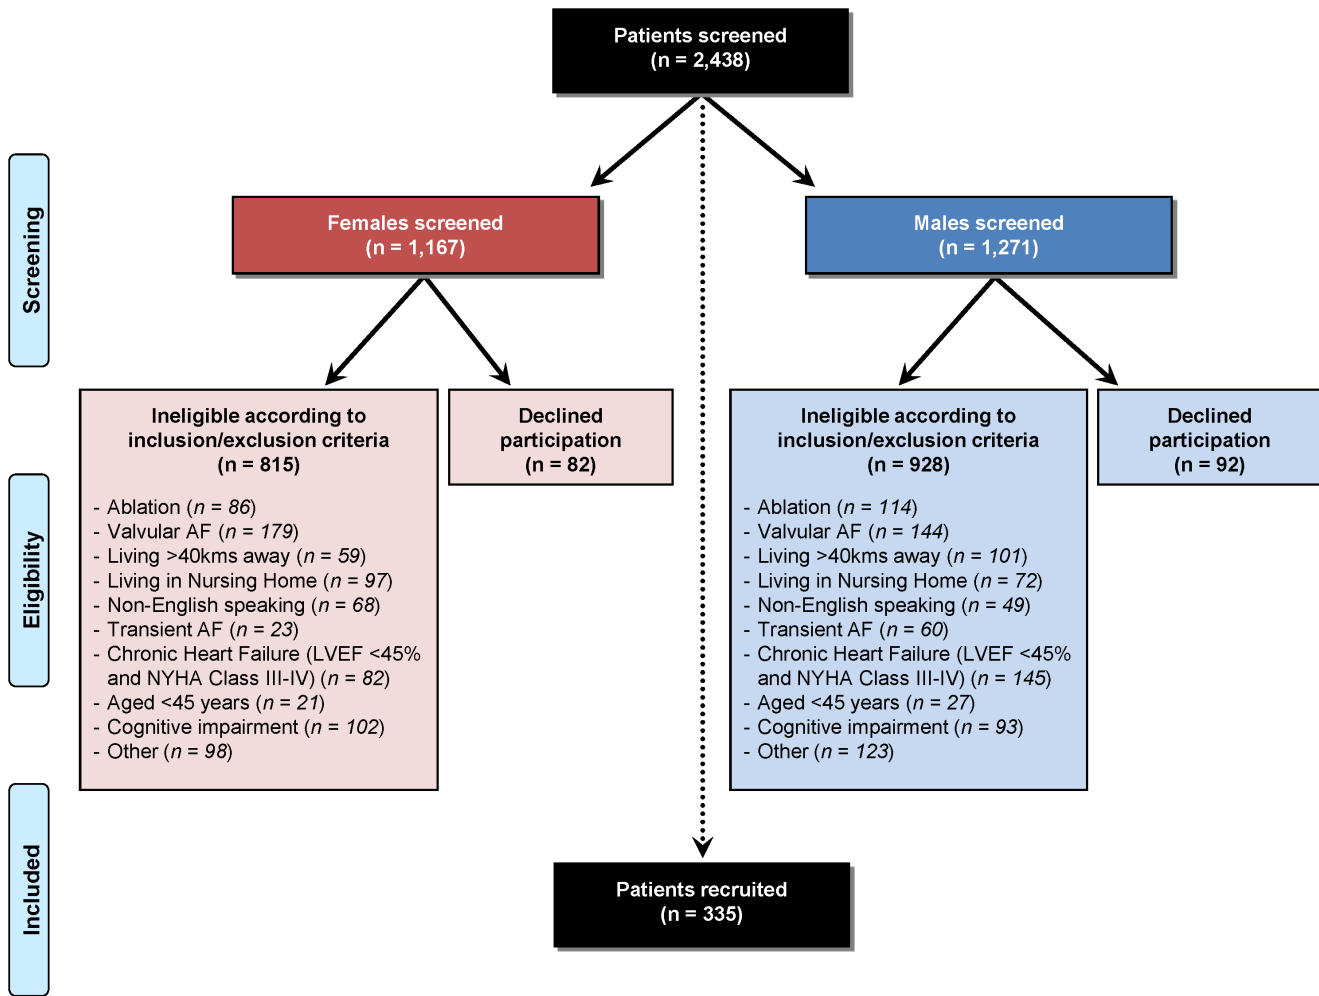 Patients screened
(n = 2,438)
Screening
Females screened
(n = 1,167)
Males screened
(n = 1,271)
Ineligible according to
inclusion/exclusion criteria
(n = 815)
- Ablation (n = 86)
- Valvular AF (n = 179)
- Living >40kms away (n = 59)
- Living in Nursing Home (n = 97)
- Non-English speaking (n = 68)
- Transient AF (n = 23)
- Chronic Heart Failure (LVEF <45%
and NYHA Class III-IV) (n = 82)
- Aged <45 years (n = 21)
- Cognitive impairment (n = 102)
- Other (n = 98)
Declined
participation
(n = 82)
Ineligible according to
inclusion/exclusion criteria
(n = 928)
- Ablation (n = 114)
- Valvular AF (n = 144)
- Living >40kms away (n = 101)
- Living in Nursing Home (n = 72)
- Non-English speaking (n = 49)
- Transient AF (n = 60)
- Chronic Heart Failure (LVEF <45%
and NYHA Class III-IV) (n = 145)
- Aged <45 years (n = 27)
- Cognitive impairment (n = 93)
- Other (n = 123)
Declined
participation
(n = 92)
Eligibility
Included
Patients recruited
(n = 335)